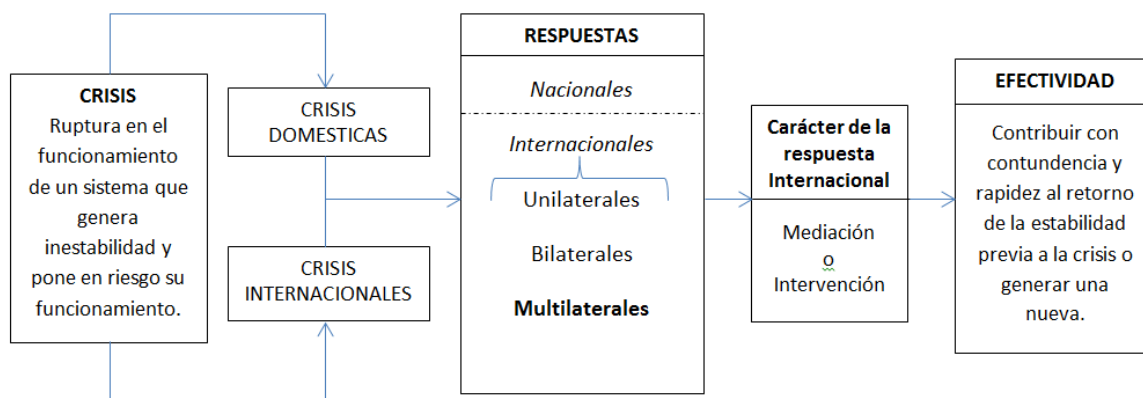 CRISIS
Ruptura en el
funcionamiento
de un sistema que
genera
inestabilidad y
pone en riesgo su
funcionamiento.
CRISIS
DOMESTICAS
CRISIS
INTERNACIONALES
RESPUESTAS
Nacionales
Internacionales
Unilaterales
Bilaterales
Multilaterales
Carácter de la
respuesta
Internacional
Mediación
o
Intervención
EFECTIVIDAD
Contribuir con
contundencia y
rapidez al retorno
de la estabilidad
previa a la crisis o
generar una
nueva.